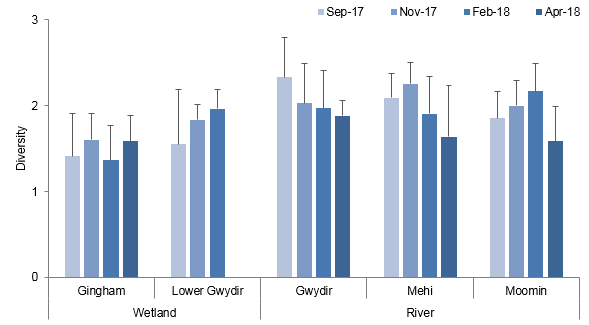 Sep-17 Nov-17 Feb-18 Apr-18
3
2
1
0
Diversity
Gingham Lower Gwydir Gwydir Mehi Moomin
Wetland River